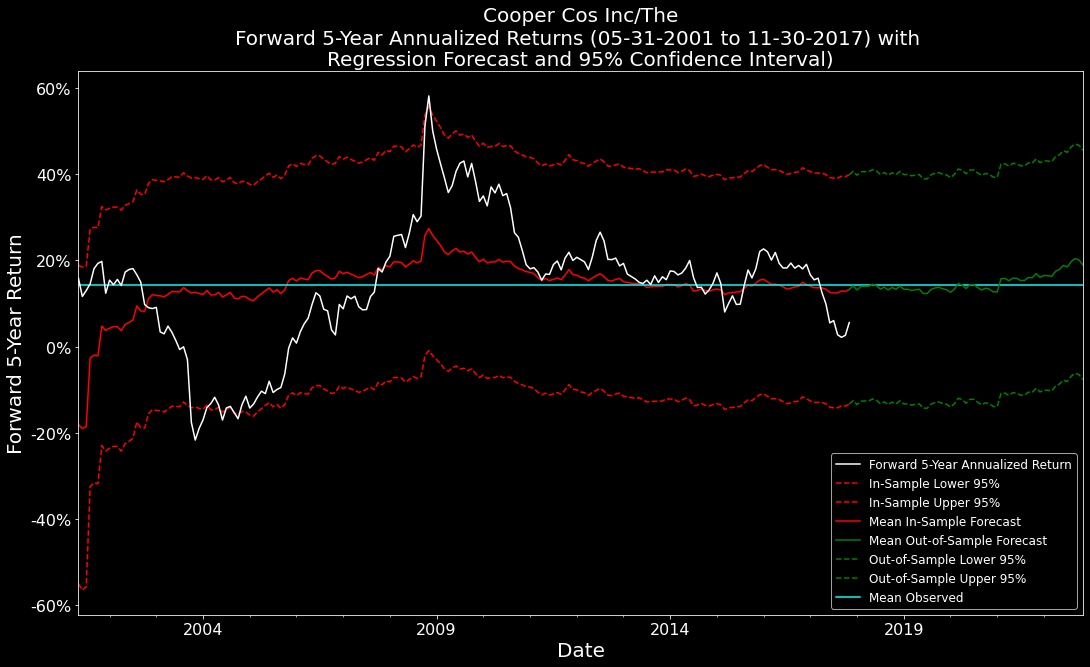 Cooper Cos Inc/The
Forward 5-Year Annualized Returns (05-31-2001 to 11-30-2017) with
Regression Forecast and 95% Confidence Interval)
Forward 5-Year Return
60%
40%
20%
0%
-20%
-40%
-60%
2004
2009
2014
2019
Date
Forward 5-Year Annualized Return
In-Sample Lower 95%
In-Sample Upper 95%
Mean In-Sample Forecast
Mean Out-of-Sample Forecast
Out-of-Sample Lower 95%
Out-of-Sample Upper 95%
Mean Observed